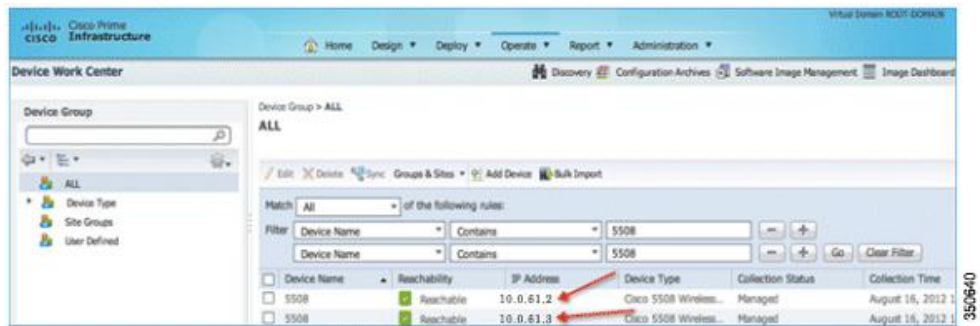 Virtual Domain ROOT-DOMAIN
Cisco Prime
CISCO Infrastructure
Home Design Deploy Operate Report Administration
Device Work Center
Discovery Configuration Archives Software Image Management Image Dashboard
Device Group
Device Group > ALL
ALL
Edit Delete Sync Groups & Sites Add Device Bulk Import
ALL
Device Type
Site Groups
User Defined
Match All of the following rules:
Filter Device Name Contains 5508 - +
Device Name Contains 5508 - + Go Clear Filter
Device Name Reachability IP Address Device Type Collection Status Collection Time
5508 Reachable 10.0.61.2 Cisco 5508 Wireless... Managed August 16, 2012 1
5508 Reachable 10.0.61.3 Cisco 5508 Wireless... Managed August 16, 2012 1
350640